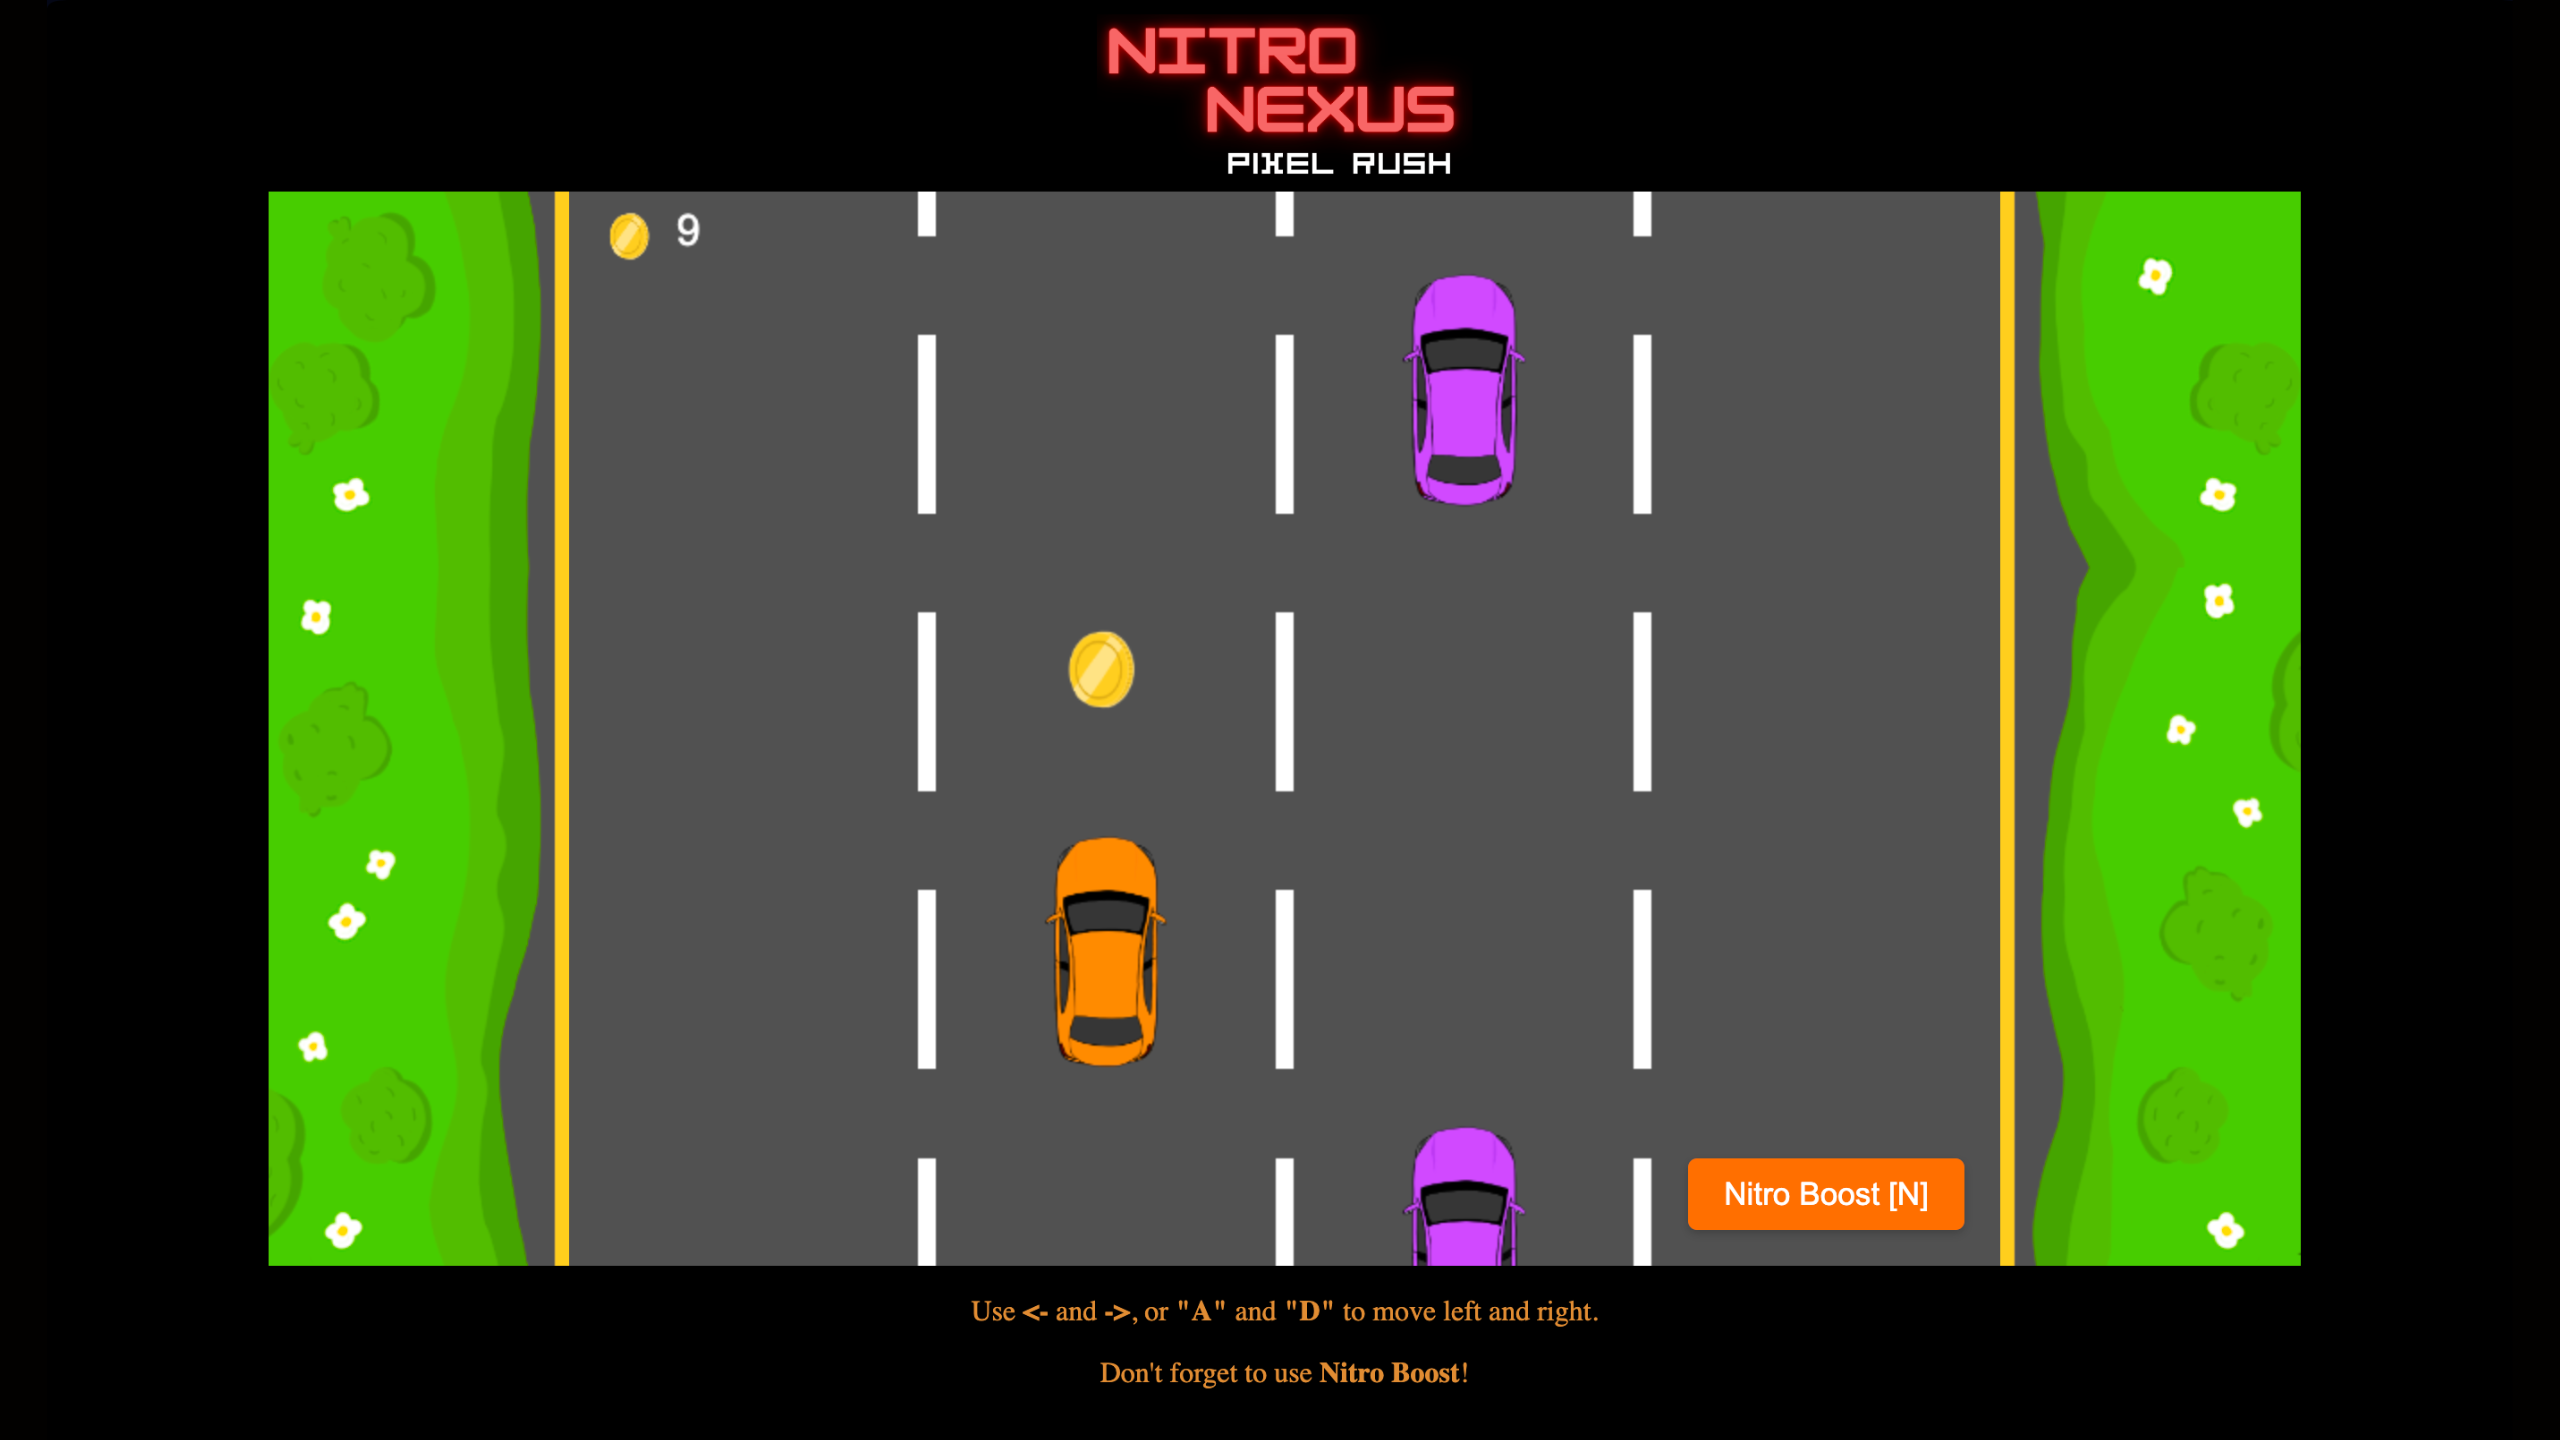 NITRO
NEXUS
PIXEL RUSH
9
Nitro Boost [N]
Use <- and ->, or "A" and "D" to move left and right.
Don't forget to use Nitro Boost!